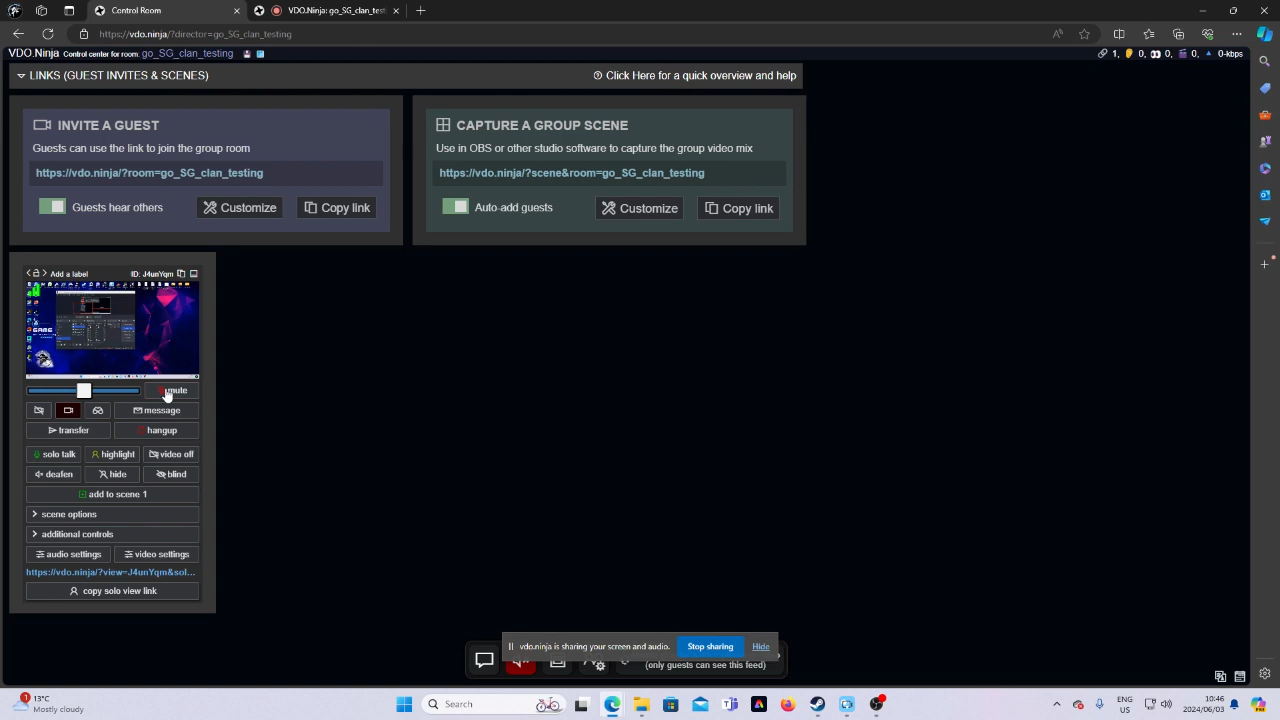 Control Room
VDO.Ninja: go_SG_clan_test
https://vdo.ninja/?director=go_SG_clan_testing
VDO.Ninja Control center for room: go_SG_clan_testing
1, 0, 0, 0, 0-kbps
LINKS (GUEST INVITES & SCENES)
Click Here for a quick overview and help
INVITE A GUEST
Guests can use the link to join the group room
https://vdo.ninja/?room=go_SG_clan_testing
Guests hear others
Customize
Copy link
CAPTURE A GROUP SCENE
Use in OBS or other studio software to capture the group video mix
https://vdo.ninja/?scene&room=go_SG_clan_testing
Auto-add guests
Customize
Copy link
Add a label ID: J4unYqm
mute
message
transfer hangup
solo talk highlight video off
deafen hide blind
add to scene 1
scene options
additional controls
audio settings video settings
https://vdo.ninja/?view=J4unYqm&sol...
copy solo view link
vdo.ninja is sharing your screen and audio. Stop sharing Hide
(only guests can see this feed)
1
13°C
Mostly cloudy
Search
ENG
US
10:46
2024/06/03